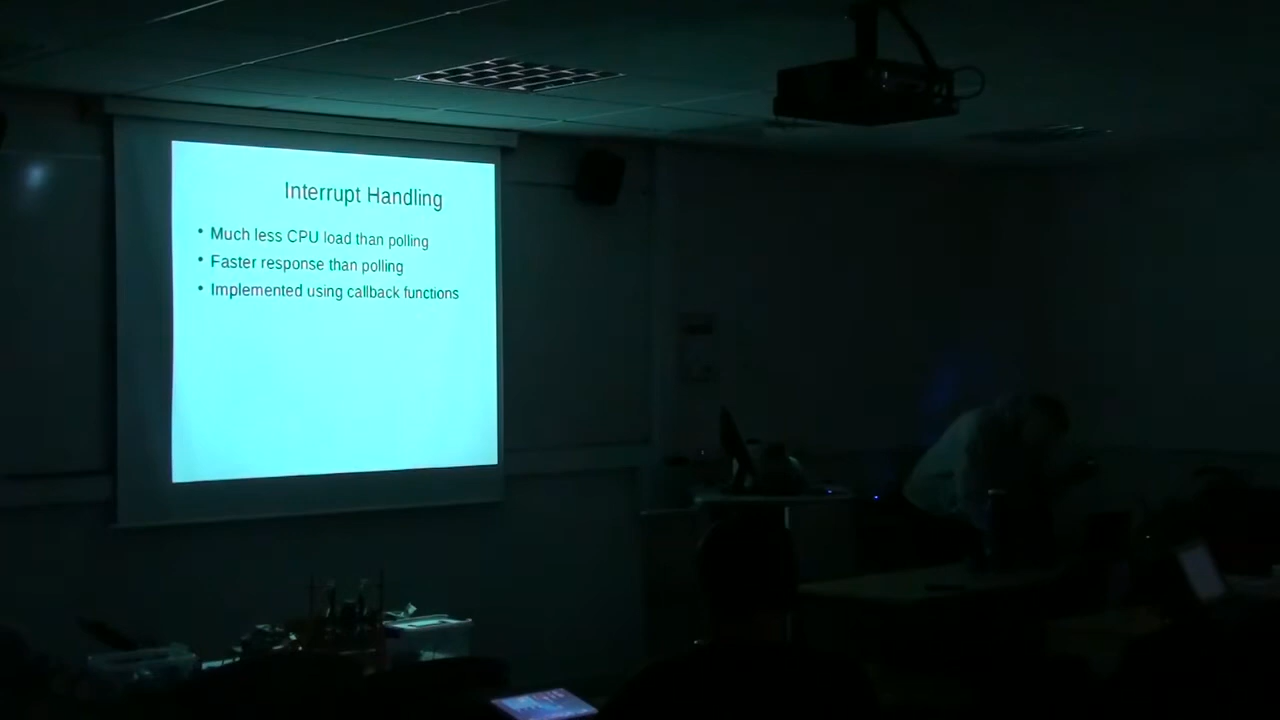 Interrupt Handling
• Much less CPU load than polling
• Faster response than polling
• Implemented using callback functions